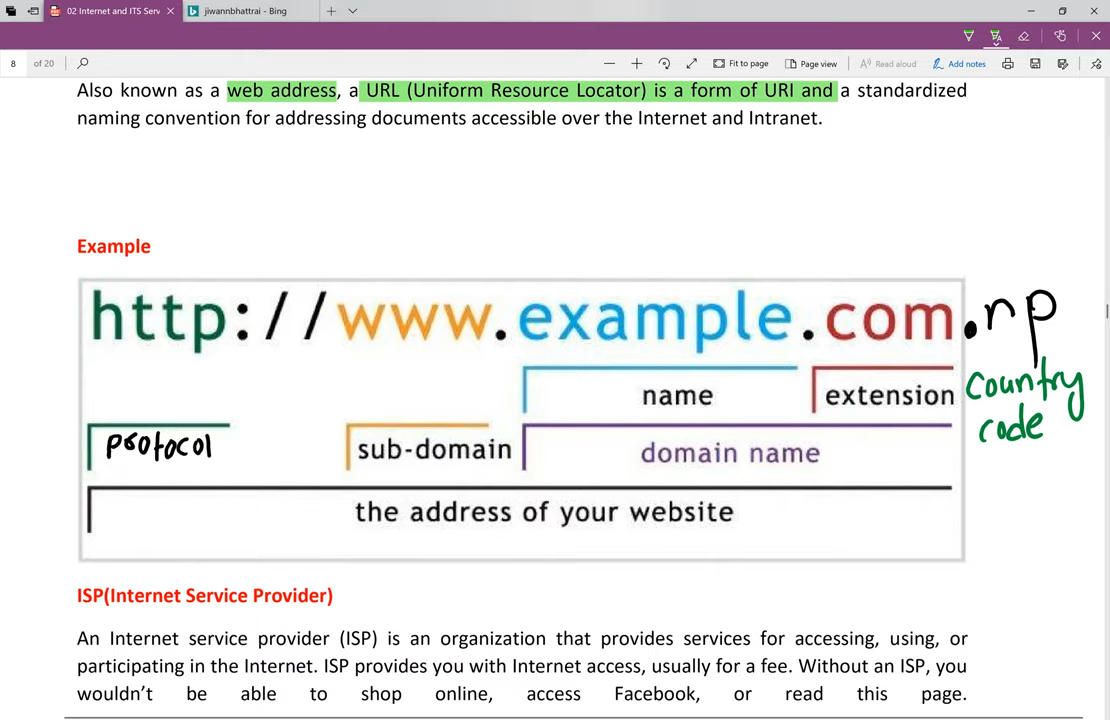 02 Internet and ITS Serv
jiwannbhattrai - Bing
8 of 20
Fit to page
Page view
Read aloud
Add notes
Also known as a web address, a URL (Uniform Resource Locator) is a form of URI and a standardized
naming convention for addressing documents accessible over the Internet and Intranet.
Example
http://www.example.com.np
name
extension
country
code
protocol
sub-domain
domain name
the address of your website
ISP(Internet Service Provider)
An Internet service provider (ISP) is an organization that provides services for accessing, using, or
participating in the Internet. ISP provides you with Internet access, usually for a fee. Without an ISP, you
wouldn’t be able to shop online, access Facebook, or read this page.